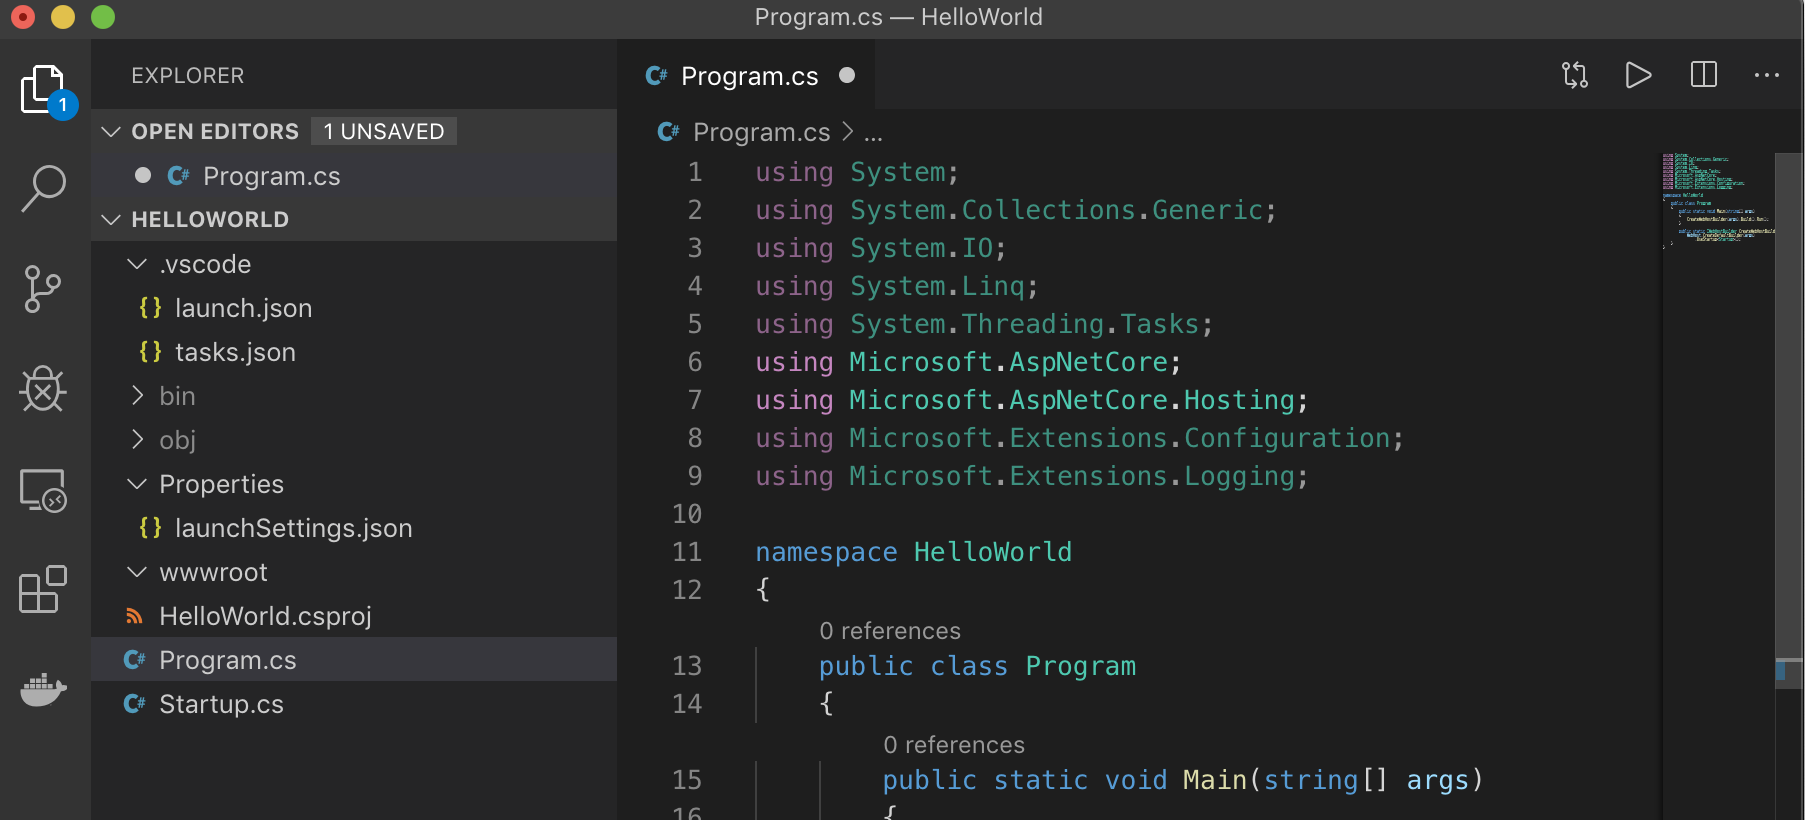 Program.cs — HelloWorld
1
EXPLORER
OPEN EDITORS 1 UNSAVED
C# Program.cs
HELLOWORLD
.vscode
{} launch.json
{} tasks.json
bin
obj
Properties
{} launchSettings.json
wwwroot
HelloWorld.csproj
C# Program.cs
C# Startup.cs
C# Program.cs
C# Program.cs > ...
1 using System;
2 using System.Collections.Generic;
3 using System.IO;
4 using System.Linq;
5 using System.Threading.Tasks;
6 using Microsoft.AspNetCore;
7 using Microsoft.AspNetCore.Hosting;
8 using Microsoft.Extensions.Configuration;
9 using Microsoft.Extensions.Logging;
10
11 namespace HelloWorld
12 {
0 references
13 public class Program
14 {
0 references
15 public static void Main(string[] args)
16 {